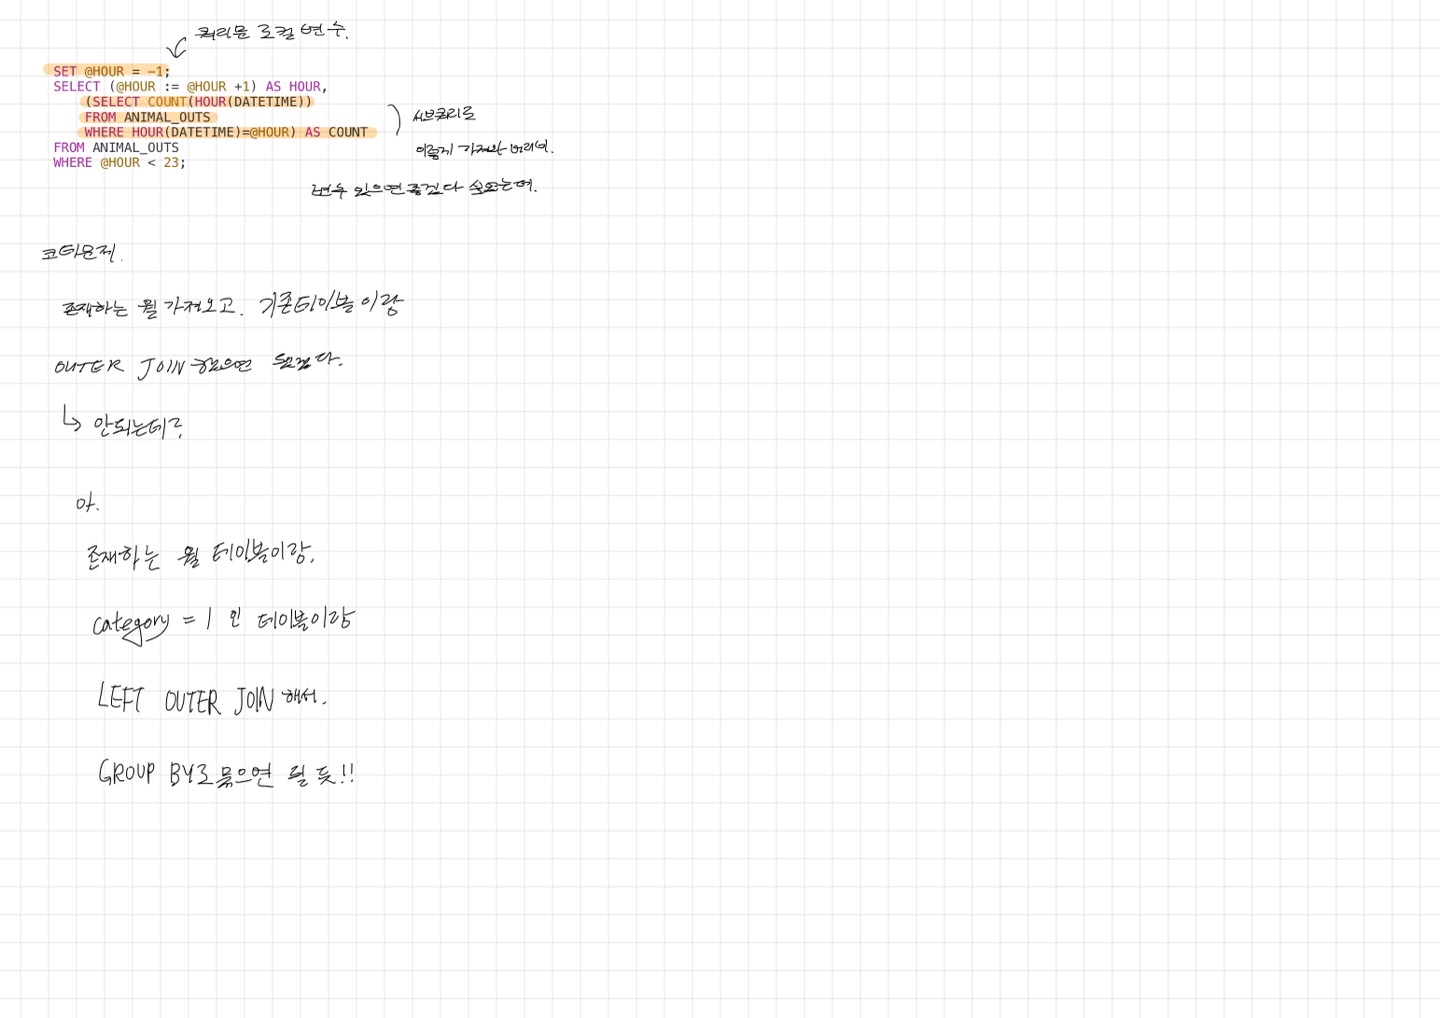 쿼리문 로컬 변수.
SET @HOUR = -1;
SELECT (@HOUR := @HOUR +1) AS HOUR,
(SELECT COUNT(HOUR(DATETIME))
FROM ANIMAL_OUTS
WHERE HOUR(DATETIME)=@HOUR) AS COUNT
서브쿼리로
이렇게 가져와 버리네.
FROM ANIMAL_OUTS
WHERE @HOUR < 23;
변수 있으면 좋겠다 싶었는데.
코테문제.
존재하는 월 가져오고. 기존테이블이랑
OUTER JOIN 했으면 됐겠다.
↳ 안되는데?
아.
존재하는 월 테이블이랑.
category = 1 인 테이블이랑
LEFT OUTER JOIN 해서.
GROUP BY로 묶으면 될 듯!!